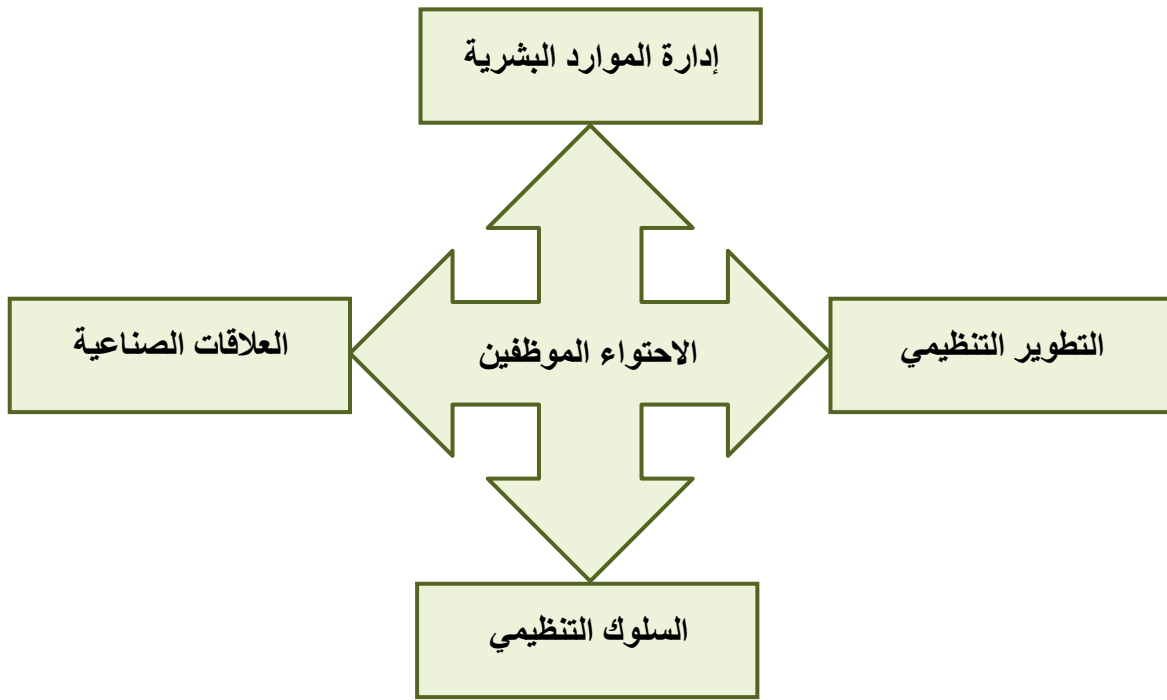 إدارة الموارد البشرية
العلاقات الصناعية
الاحتواء الموظفين
التطوير التنظيمي
السلوك التنظيمي